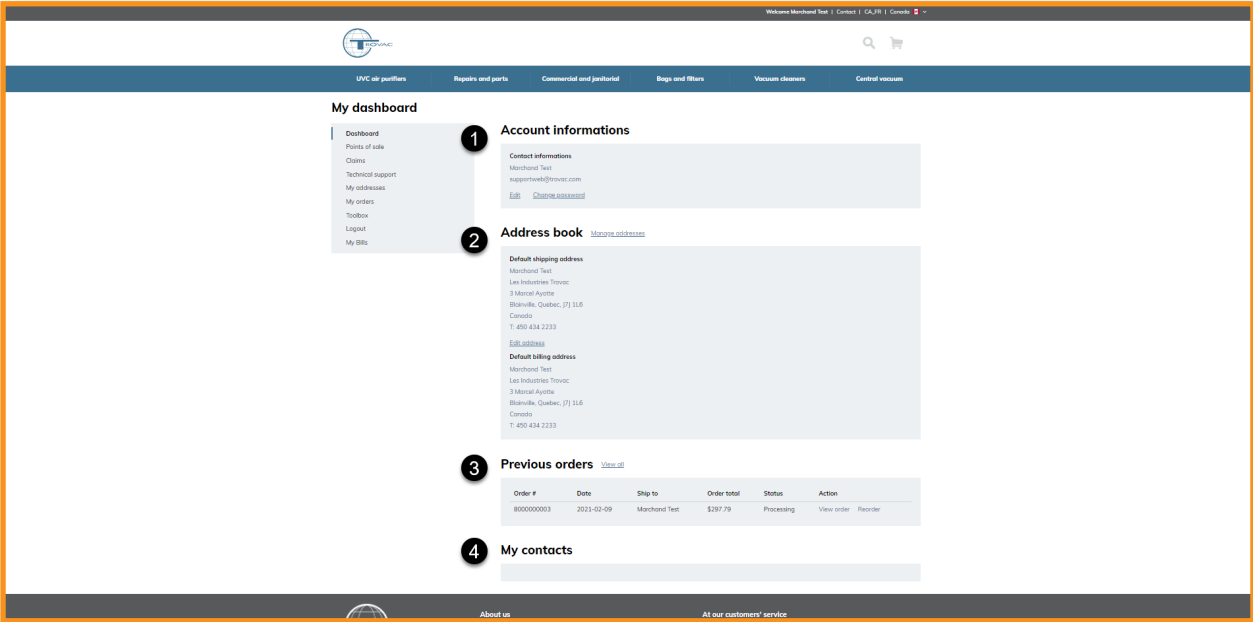 Welcome Marchand Test | Contact | CA_FR | Canada
TROVAC
UVC air purifiers Repairs and parts Commercial and janitorial Bags and filters Vacuum cleaners Central vacuum
My dashboard
Dashboard
Points of sale
Claims
Technical support
My addresses
My orders
Toolbox
Logout
My Bills
1 Account informations
Contact informations
Marchand Test
supportweb@trovac.com
Edit Change password
2 Address book Manage addresses
Default shipping address
Marchand Test
Les Industries Trovac
3 Marcel Ayotte
Blainville, Quebec, J7J 1L6
Canada
T: 450 434 2233
Edit address
Default billing address
Marchand Test
Les Industries Trovac
3 Marcel Ayotte
Blainville, Quebec, J7J 1L6
Canada
T: 450 434 2233
3 Previous orders View all
Order # Date Ship to Order total Status Action
8000000003 2021-02-09 Marchand Test $297.79 Processing View order Reorder
4 My contacts
About us At our customers' service